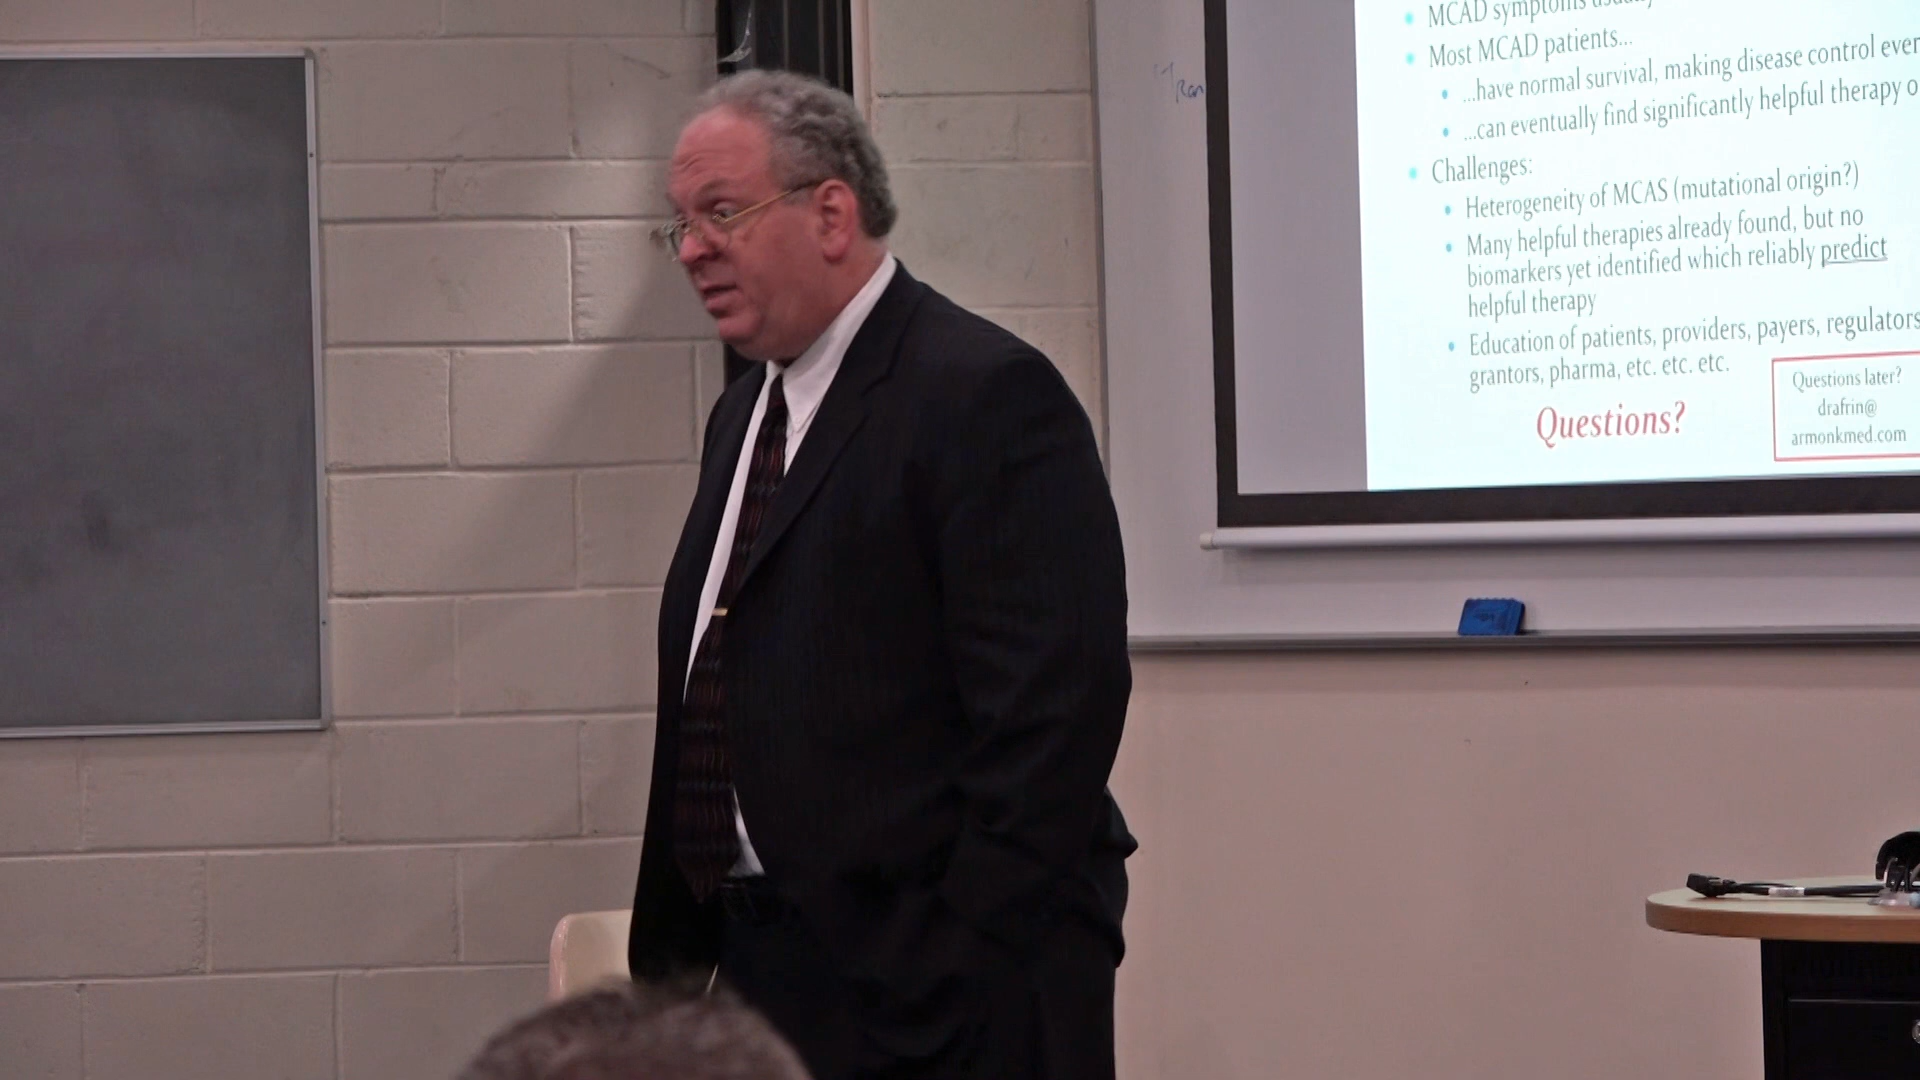 MCAD symptoms usually
Most MCAD patients...
...have normal survival, making disease control even
...can eventually find significantly helpful therapy
Challenges:
Heterogeneity of MCAS (mutational origin?)
Many helpful therapies already found, but no
biomarkers yet identified which reliably predict
helpful therapy
Education of patients, providers, payers, regulators,
grantors, pharma, etc. etc. etc.
Questions?
Questions later?
drafrin@
armonkmed.com